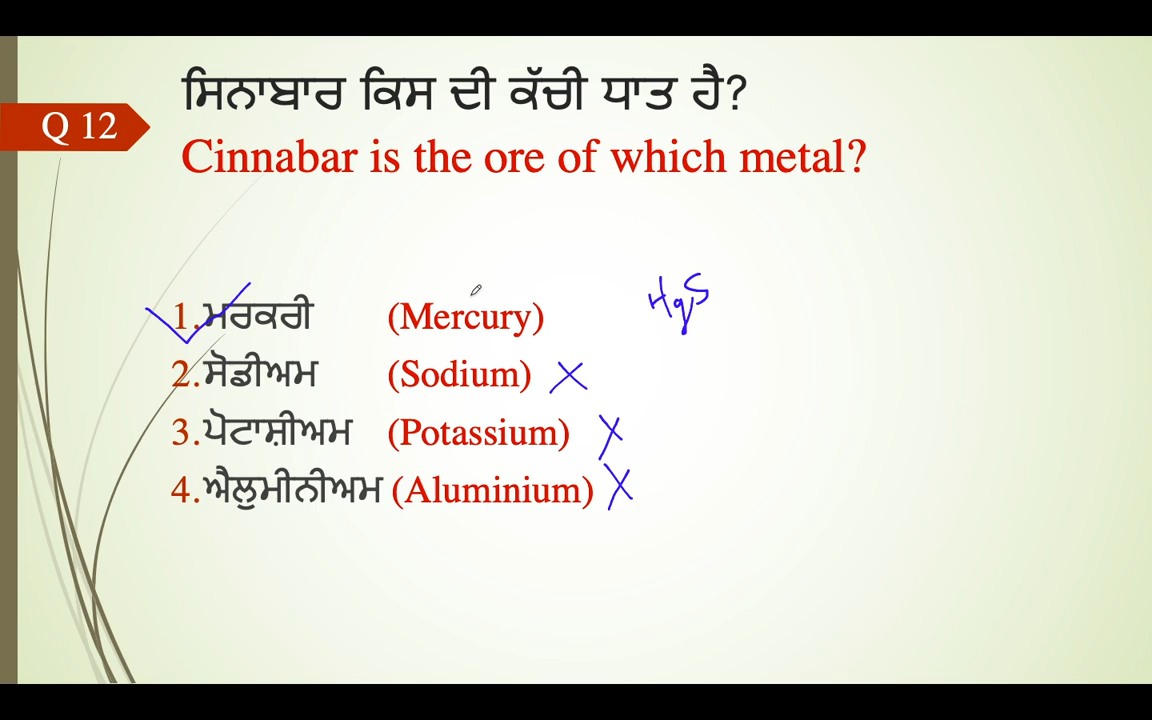 ਸਿਨਾਬਾਰ ਕਿਸ ਦੀ ਕੱਚੀ ਧਾਤ ਹੈ?
Q 12
Cinnabar is the ore of which metal?
1.ਮਰਕਰੀ (Mercury) HgS
2.ਸੋਡੀਅਮ (Sodium)
3.ਪੋਟਾਸ਼ੀਅਮ (Potassium)
4.ਐਲੁਮੀਨੀਅਮ (Aluminium)